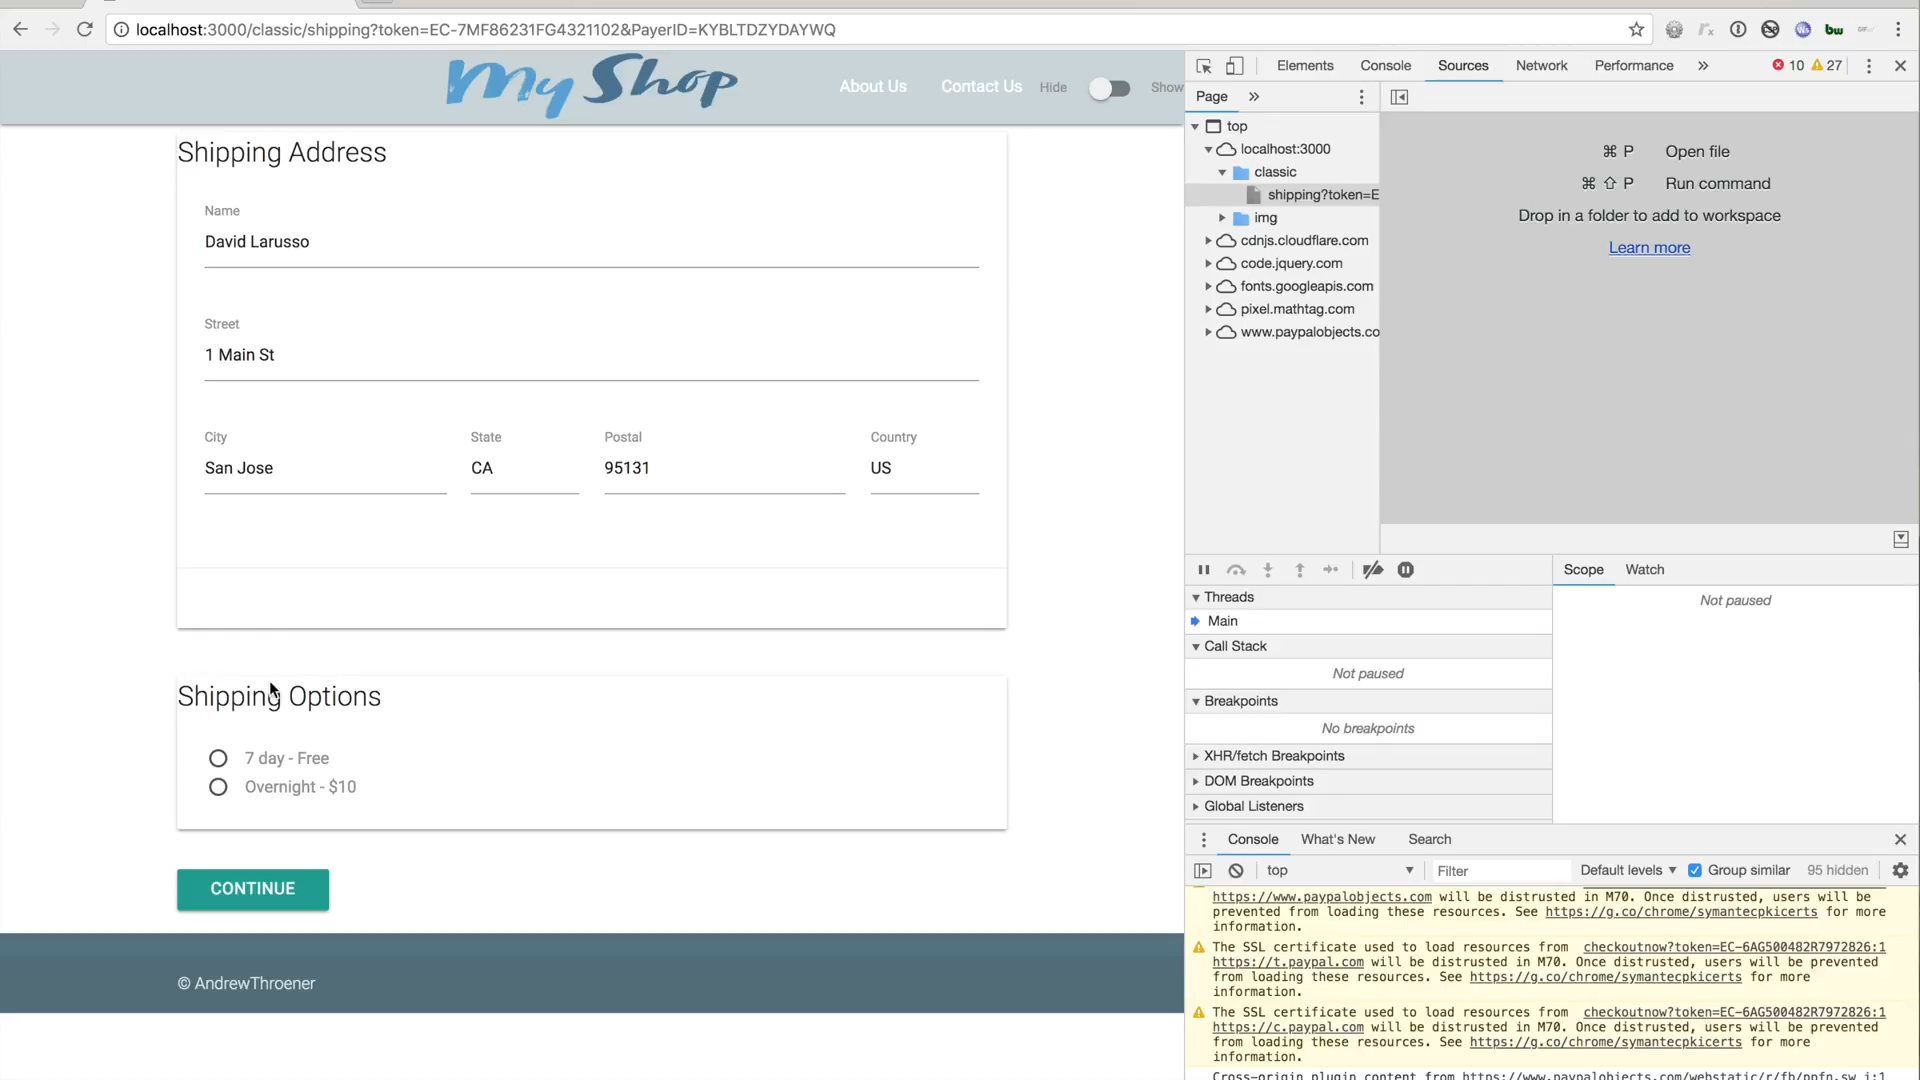 localhost:3000/classic/shipping?token=EC-7MF86231FG4321102&PayerID=KYBLTDZYDAYWQ
bw
My Shop
About Us
Contact Us
Hide
Show
Shipping Address
Name
David Larusso
Street
1 Main St
City
State
Postal
Country
San Jose
CA
95131
US
Shipping Options
7 day - Free
Overnight - $10
CONTINUE
© AndrewThroener
Elements
Console
Sources
Network
Performance
10
27
Page
top
localhost:3000
classic
shipping?token=E
img
cdnjs.cloudflare.com
code.jquery.com
fonts.googleapis.com
pixel.mathtag.com
www.paypalobjects.co
⌘ P Open file
⌘ ⇧ P Run command
Drop in a folder to add to workspace
Learn more
Threads
Main
Call Stack
Not paused
Breakpoints
No breakpoints
XHR/fetch Breakpoints
DOM Breakpoints
Global Listeners
Scope
Watch
Not paused
Console
What's New
Search
top
Filter
Default levels
Group similar
95 hidden
https://www.paypalobjects.com will be distrusted in M70. Once distrusted, users will be
prevented from loading these resources. See https://g.co/chrome/symantecpkicerts for more
information.
The SSL certificate used to load resources from checkoutnow?token=EC-6AG500482R7972826:1
https://t.paypal.com will be distrusted in M70. Once distrusted, users will be prevented
from loading these resources. See https://g.co/chrome/symantecpkicerts for more
information.
The SSL certificate used to load resources from checkoutnow?token=EC-6AG500482R7972826:1
https://c.paypal.com will be distrusted in M70. Once distrusted, users will be prevented
from loading these resources. See https://g.co/chrome/symantecpkicerts for more
information.
Cross-origin plugin content from